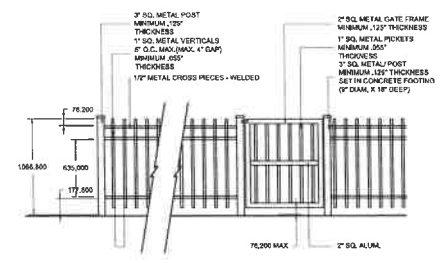 3" SQ. METAL POST
MINIMUM .125"
THICKNESS
1" SQ. METAL VERTICALS
5" O.C. MAX.(MAX. 4" GAP)
MINIMUM .055"
THICKNESS
1/2" METAL CROSS PIECES - WELDED
2" SQ. METAL GATE FRAME
MINIMUM .125" THICKNESS
1" SQ. METAL PICKETS
MINIMUM .055"
THICKNESS
3" SQ. METAL POST
MINIMUM .125" THICKNESS
SET IN CONCRETE FOOTING
(9" DIAM. X 18" DEEP)
76,200
635,000
177,800
76,200 MAX
2" SQ. ALUM.